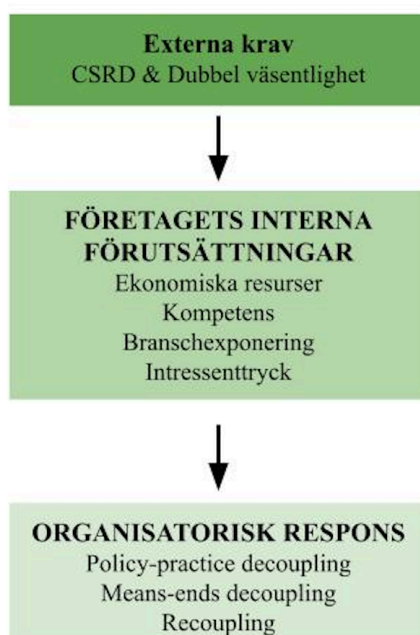 Externa krav
CSRD & Dubbel väsentlighet
FÖRETAGETS INTERNA
FÖRUTSÄTTNINGAR
Ekonomiska resurser
Kompetens
Branschexponering
Intressenttryck
ORGANISATORISK RESPONS
Policy-practice decoupling
Means-ends decoupling
Recoupling